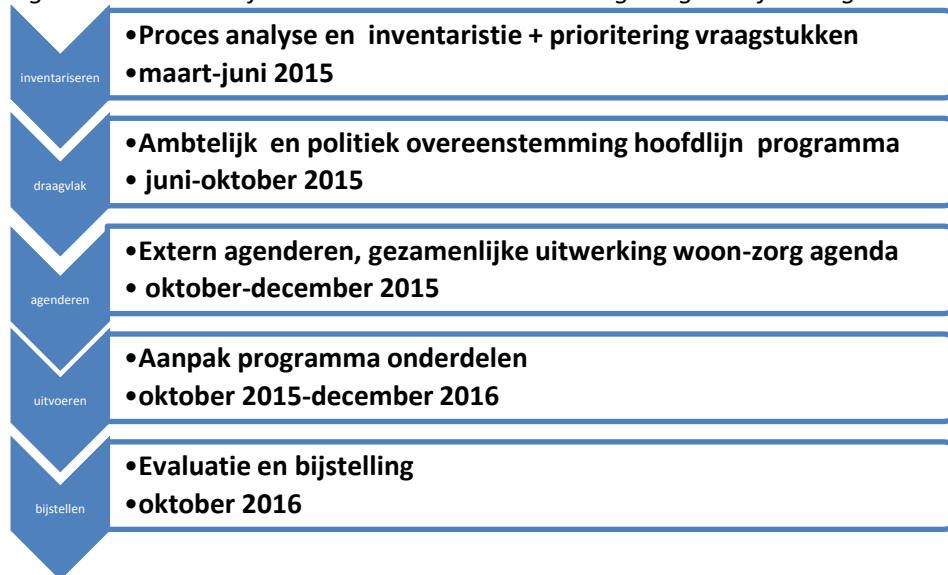 inventariseren
•Proces analyse en inventaristie + prioritering vraagstukken
•maart-juni 2015
draagvlak
•Ambtelijk en politiek overeenstemming hoofdlijn programma
• juni-oktober 2015
agenderen
•Extern agenderen, gezamenlijke uitwerking woon-zorg agenda
• oktober-december 2015
uitvoeren
•Aanpak programma onderdelen
•oktober 2015-december 2016
bijstellen
•Evaluatie en bijstelling
•oktober 2016